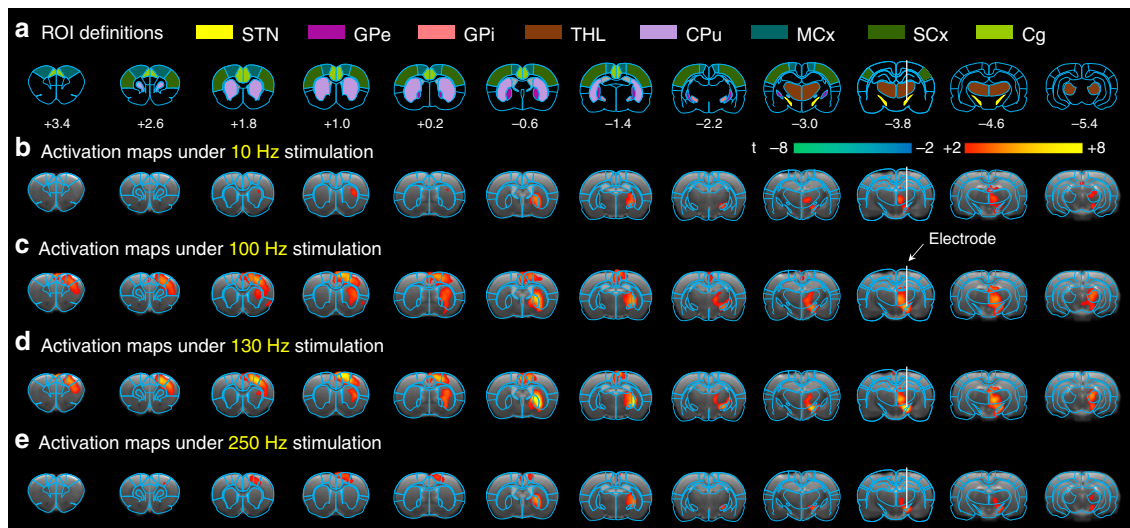 a ROI definitions STN GPe GPi THL CPu MCx SCx Cg
+3.4 +2.6 +1.8 +1.0 +0.2 −0.6 −1.4 −2.2 −3.0 −3.8 −4.6 −5.4
b Activation maps under 10 Hz stimulation t −8 −2 +2 +8
c Activation maps under 100 Hz stimulation
Electrode
d Activation maps under 130 Hz stimulation
e Activation maps under 250 Hz stimulation